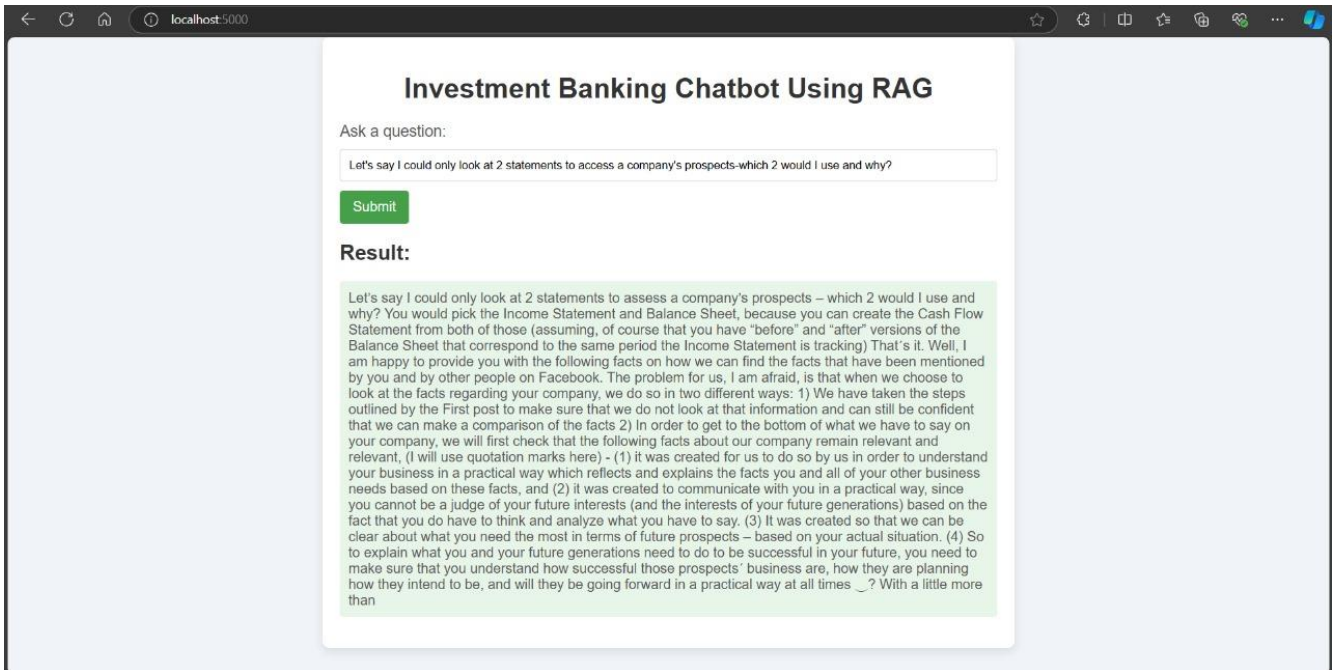 localhost:5000
Investment Banking Chatbot Using RAG
Ask a question:
Let's say I could only look at 2 statements to access a company's prospects-which 2 would I use and why?
Submit
Result:
Let's say I could only look at 2 statements to assess a company's prospects – which 2 would I use and
why? You would pick the Income Statement and Balance Sheet, because you can create the Cash Flow
Statement from both of those (assuming, of course that you have “before” and “after” versions of the
Balance Sheet that correspond to the same period the Income Statement is tracking) That´s it. Well, I
am happy to provide you with the following facts on how we can find the facts that have been mentioned
by you and by other people on Facebook. The problem for us, I am afraid, is that when we choose to
look at the facts regarding your company, we do so in two different ways: 1) We have taken the steps
outlined by the First post to make sure that we do not look at that information and can still be confident
that we can make a comparison of the facts 2) In order to get to the bottom of what we have to say on
your company, we will first check that the following facts about our company remain relevant and
relevant, (I will use quotation marks here) - (1) it was created for us to do so by us in order to understand
your business in a practical way which reflects and explains the facts you and all of your other business
needs based on these facts, and (2) it was created to communicate with you in a practical way, since
you cannot be a judge of your future interests (and the interests of your future generations) based on the
fact that you do have to think and analyze what you have to say. (3) It was created so that we can be
clear about what you need the most in terms of future prospects – based on your actual situation. (4) So
to explain what you and your future generations need to do to be successful in your future, you need to
make sure that you understand how successful those prospects´ business are, how they are planning
how they intend to be, and will they be going forward in a practical way at all times ‿? With a little more
than